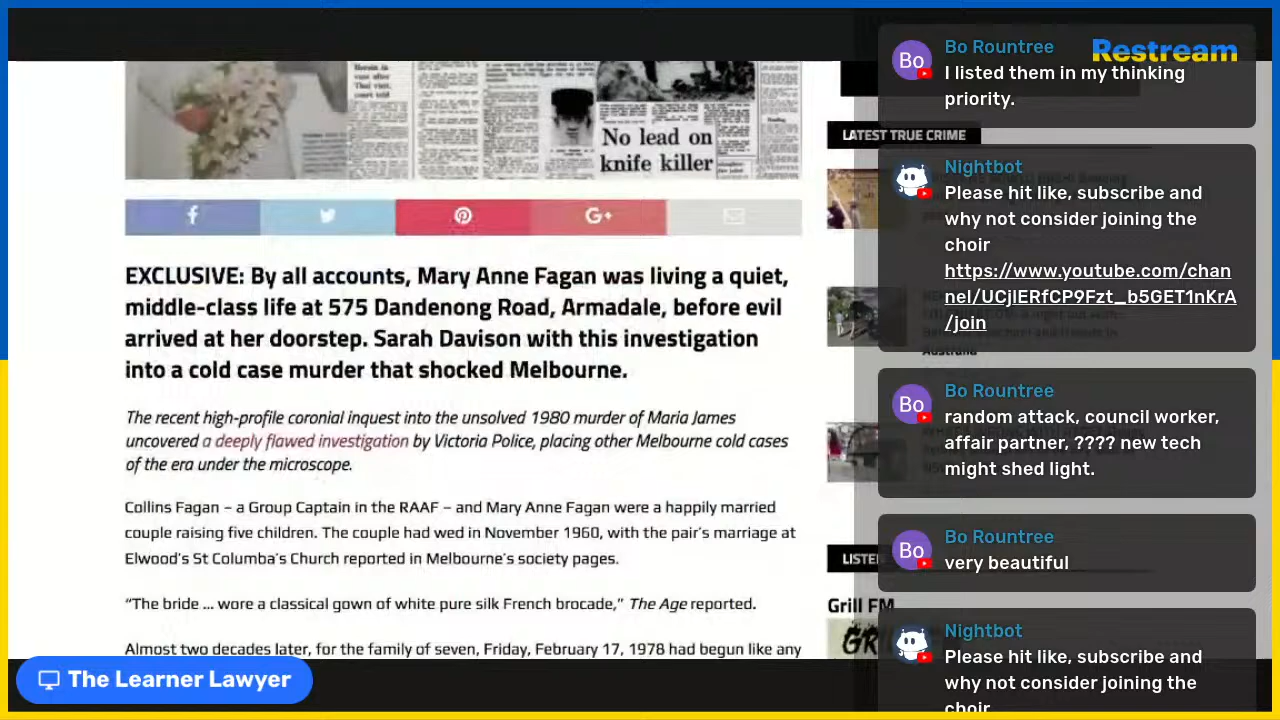 No lead on
knife killer
EXCLUSIVE: By all accounts, Mary Anne Fagan was living a quiet,
middle-class life at 575 Dandenong Road, Armadale, before evil
arrived at her doorstep. Sarah Davison with this investigation
into a cold case murder that shocked Melbourne.
The recent high-profile coronial inquest into the unsolved 1980 murder of Maria James
uncovered a deeply flawed investigation by Victoria Police, placing other Melbourne cold cases
of the era under the microscope.
Collins Fagan – a Group Captain in the RAAF – and Mary Anne Fagan were a happily married
couple raising five children. The couple had wed in November 1960, with the pair's marriage at
Elwood's St Columba's Church reported in Melbourne's society pages.
“The bride ... wore a classical gown of white pure silk French brocade,” The Age reported.
Almost two decades later, for the family of seven, Friday, February 17, 1978 had begun like any
The Learner Lawyer
LATEST TRUE CRIME
Australia
LISTE
Grill FM
Restream
Bo Rountree
I listed them in my thinking
priority.
Nightbot
Please hit like, subscribe and
why not consider joining the
choir
https://www.youtube.com/chan
nel/UCjlERfCP9Fzt_b5GET1nKrA
/join
Bo Rountree
random attack, council worker,
affair partner, ???? new tech
might shed light.
Bo Rountree
very beautiful
Nightbot
Please hit like, subscribe and
why not consider joining the
choir